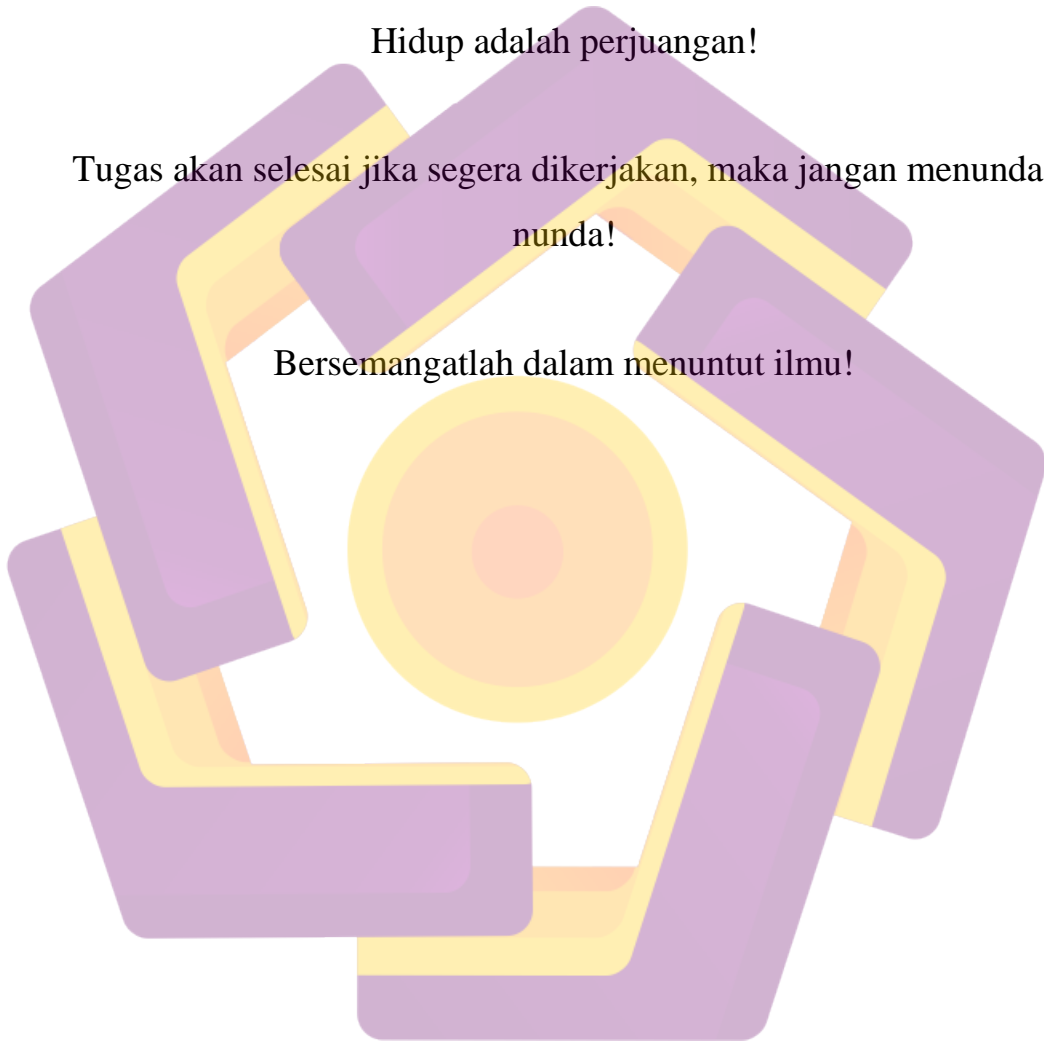 Hidup adalah perjuangan!
Tugas akan selesai jika segera dikerjakan, maka jangan menunda
nunda!
Bersemangatlah dalam menuntut ilmu!